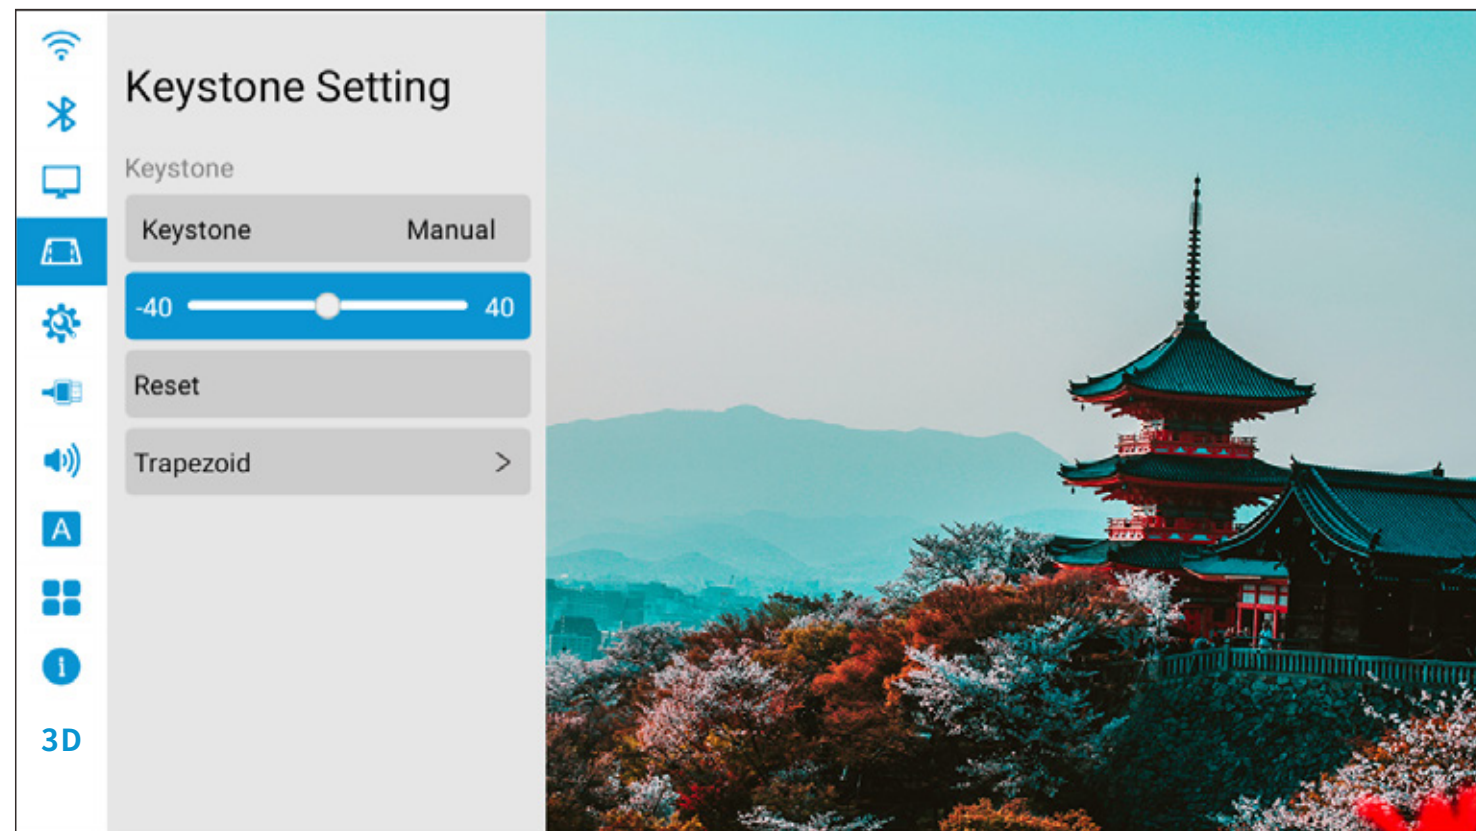 Keystone Setting
Keystone
Keystone Manual
-40 40
Reset
Trapezoid >
A
i
3D